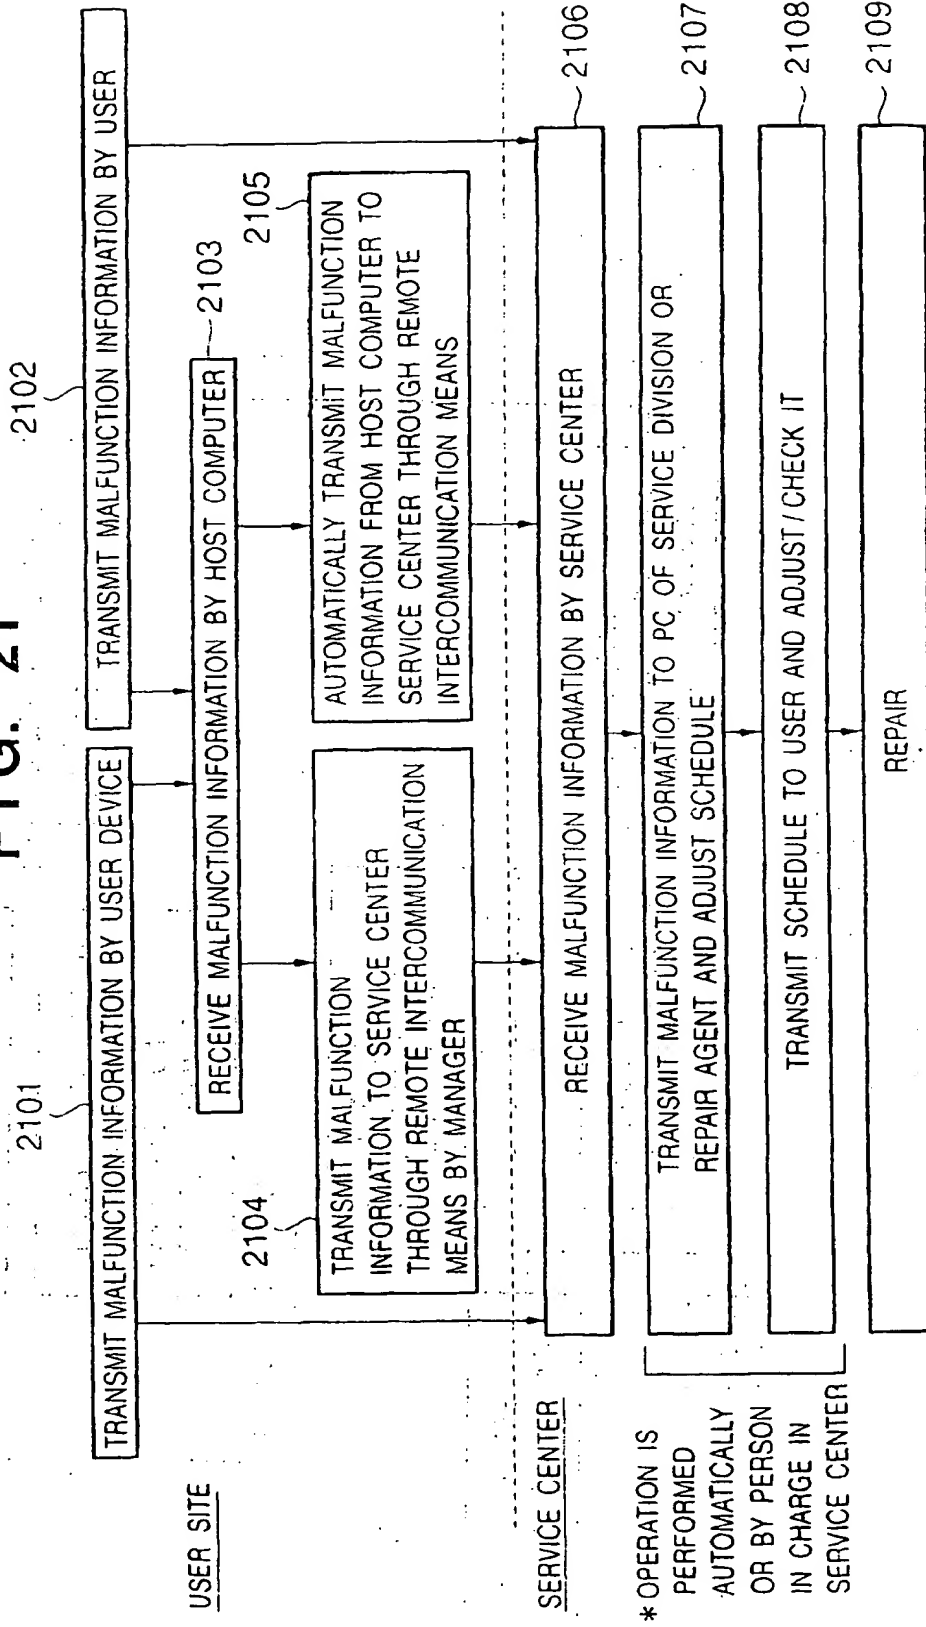 FIG. 21
2101
2102
TRANSMIT MALFUNCTION INFORMATION BY USER DEVICE
TRANSMIT MALFUNCTION INFORMATION BY USER
USER SITE
2103
RECEIVE MALFUNCTION INFORMATION BY HOST COMPUTER
2104
TRANSMIT MALFUNCTION
INFORMATION TO SERVICE CENTER
THROUGH REMOTE INTERCOMMUNICATION
MEANS BY MANAGER
2105
AUTOMATICALLY TRANSMIT MALFUNCTION
INFORMATION FROM HOST COMPUTER TO
SERVICE CENTER THROUGH REMOTE
INTERCOMMUNICATION MEANS
SERVICE CENTER
RECEIVE MALFUNCTION INFORMATION BY SERVICE CENTER
2106
* OPERATION IS
PERFORMED
AUTOMATICALLY
OR BY PERSON
IN CHARGE IN
SERVICE CENTER
TRANSMIT MALFUNCTION INFORMATION TO PC OF SERVICE DIVISION OR
REPAIR AGENT AND ADJUST SCHEDULE
2107
TRANSMIT SCHEDULE TO USER AND ADJUST/CHECK IT
2108
REPAIR
2109